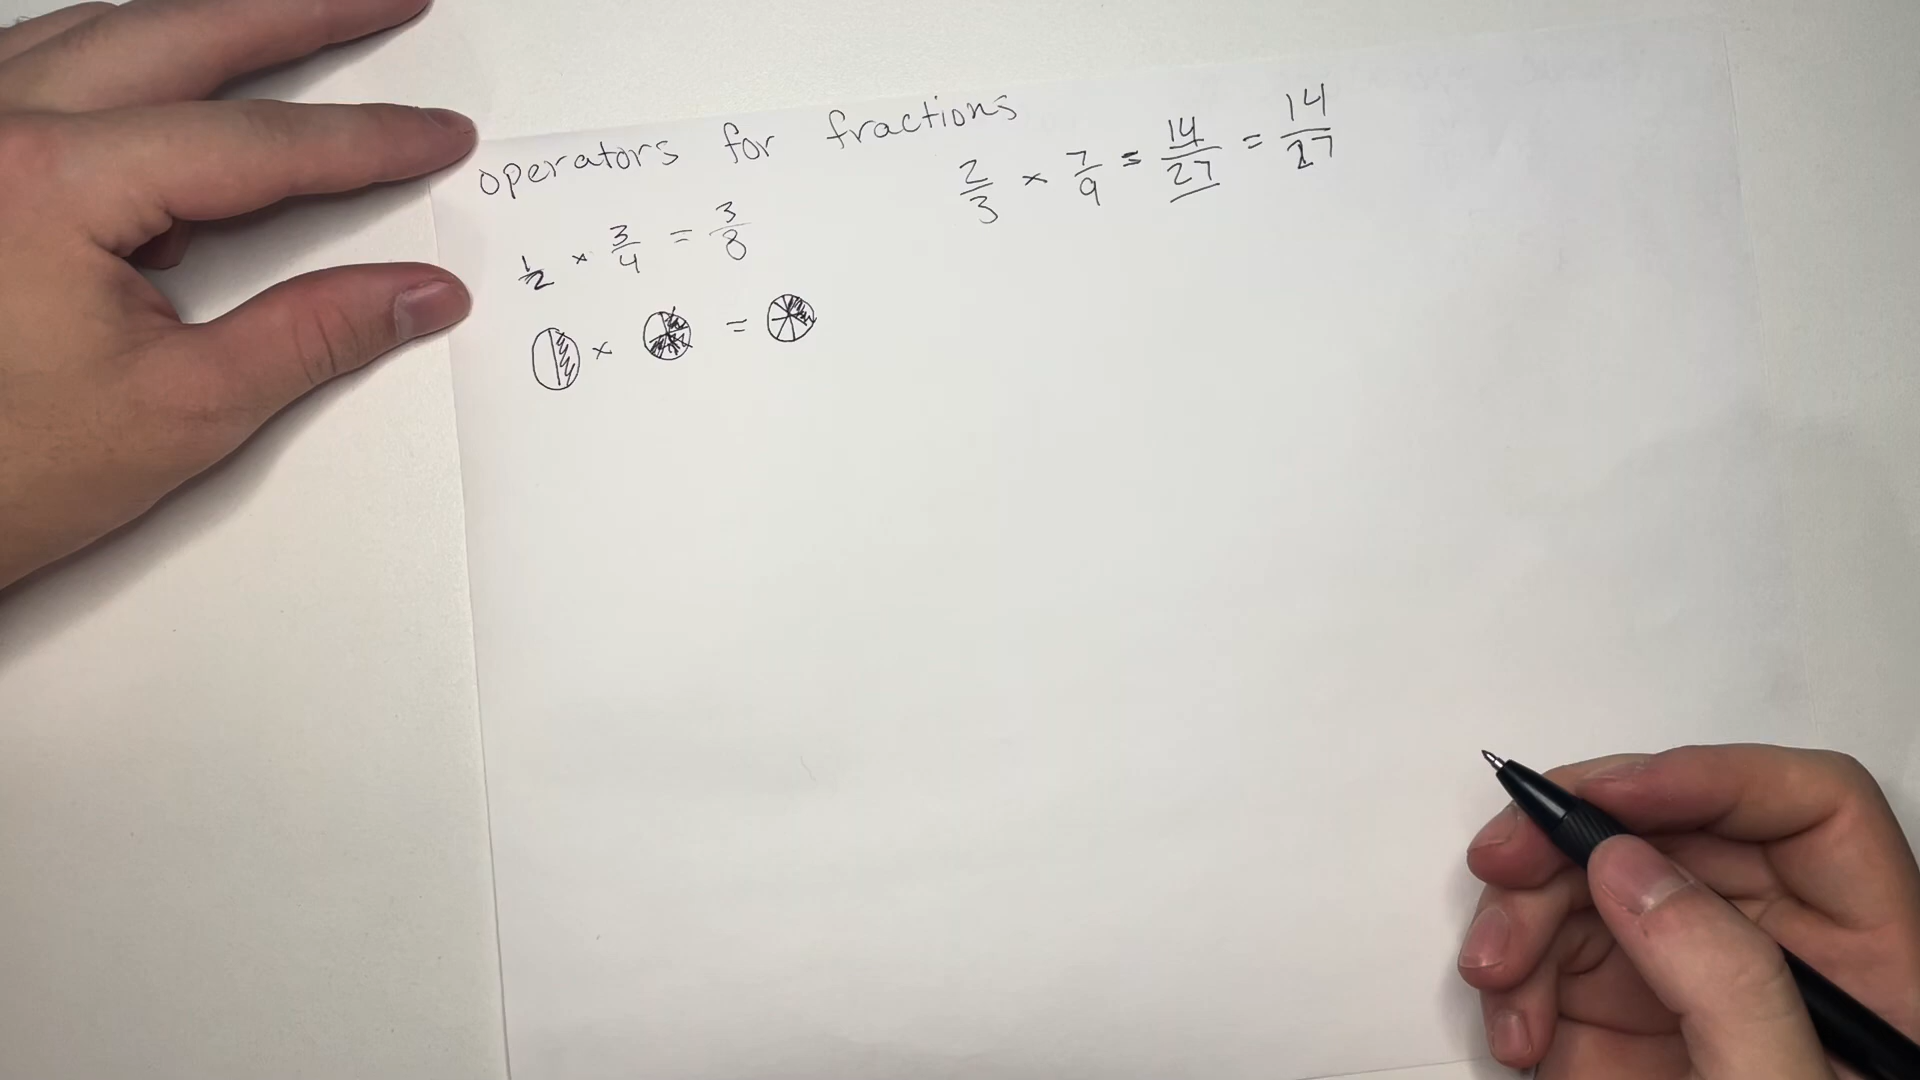 operators for fractions
1/2 × 3/4 = 3/8
2/3 × 7/9 = 14/27 = 14/27
× =